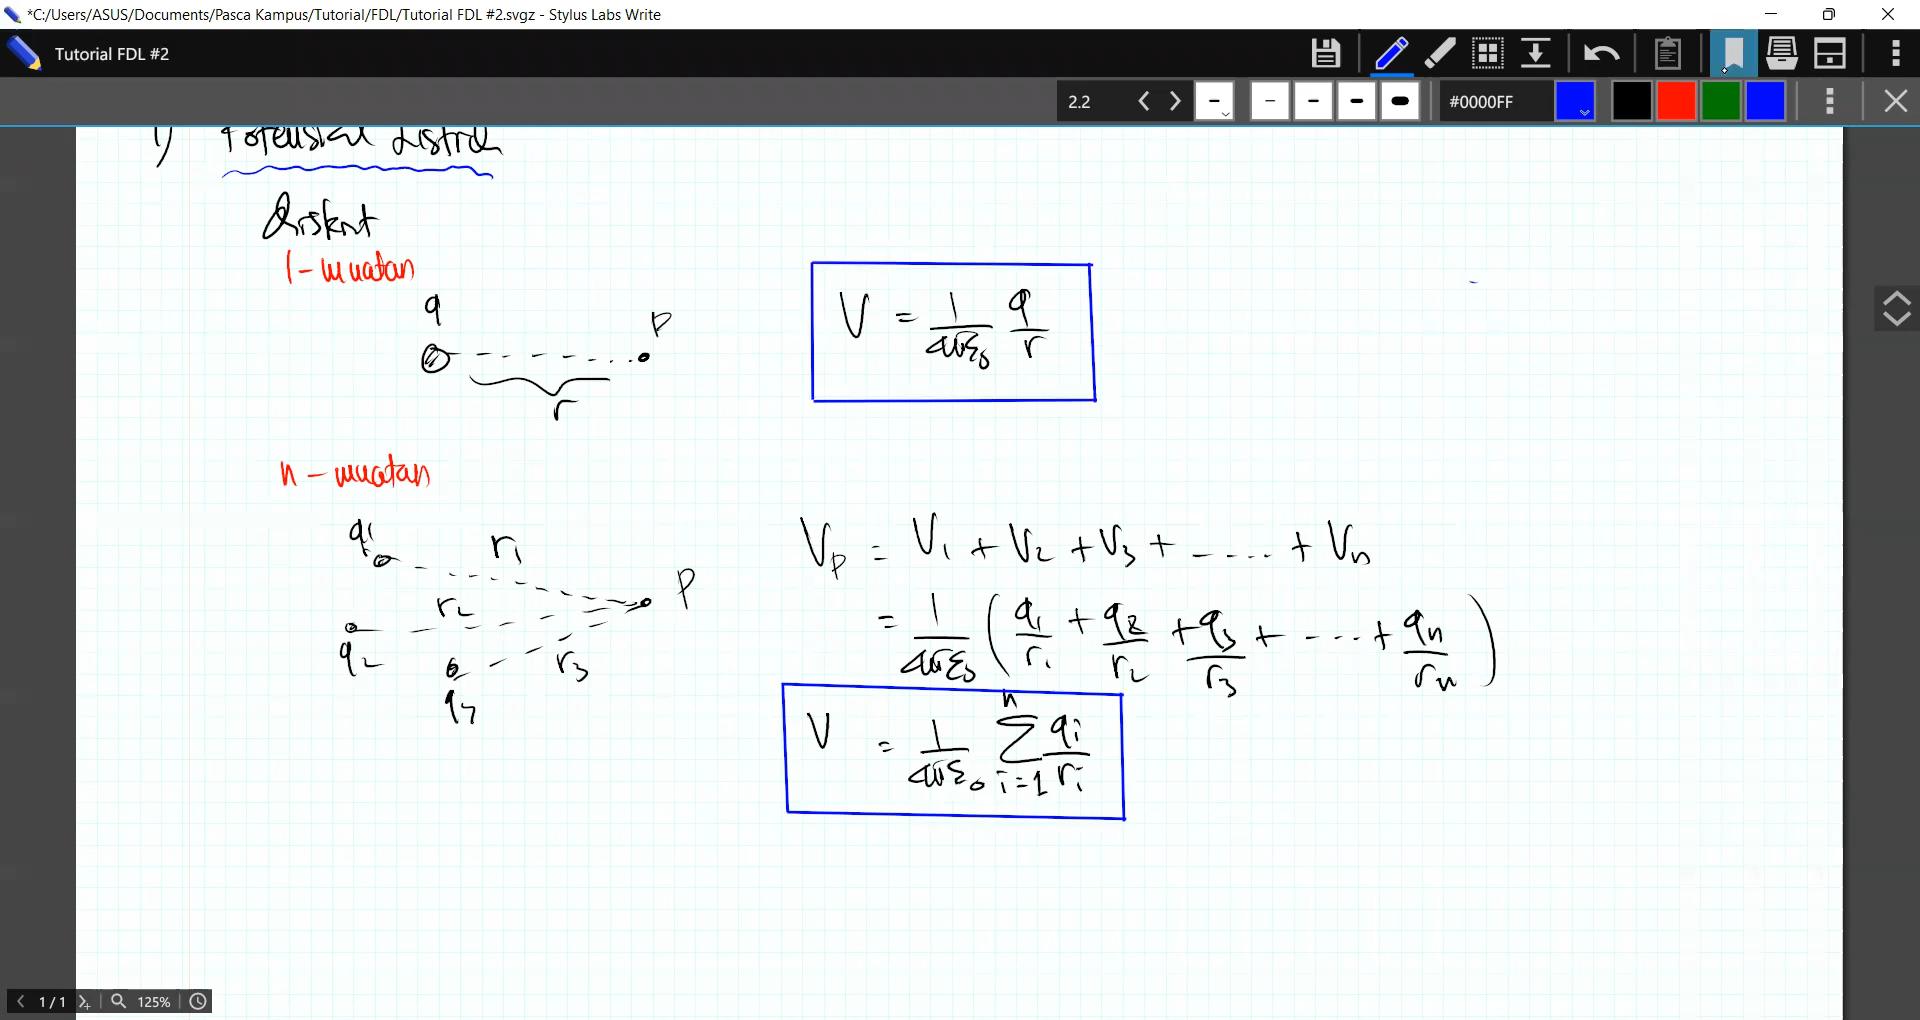 *C:/Users/ASUS/Documents/Pasca Kampus/Tutorial/FDL/Tutorial FDL #2.svgz - Stylus Labs Write
Tutorial FDL #2
2.2
#0000FF
1) Potensial Listrik
Diskrit
1-muatan
q
P
r
V = 1/4πε₀ q/r
n - muatan
q₁
r₁
P
r₂
q₂
r₃
q₃
V_P = V₁ + V₂ + V₃ + ..... + Vₙ
= 1/4πε₀ (q₁/r₁ + q₂/r₂ + q₃/r₃ + ..... + qₙ/rₙ)
V = 1/4πε₀ Σ_{i=1}^{n} qᵢ/rᵢ
1 / 1
125%